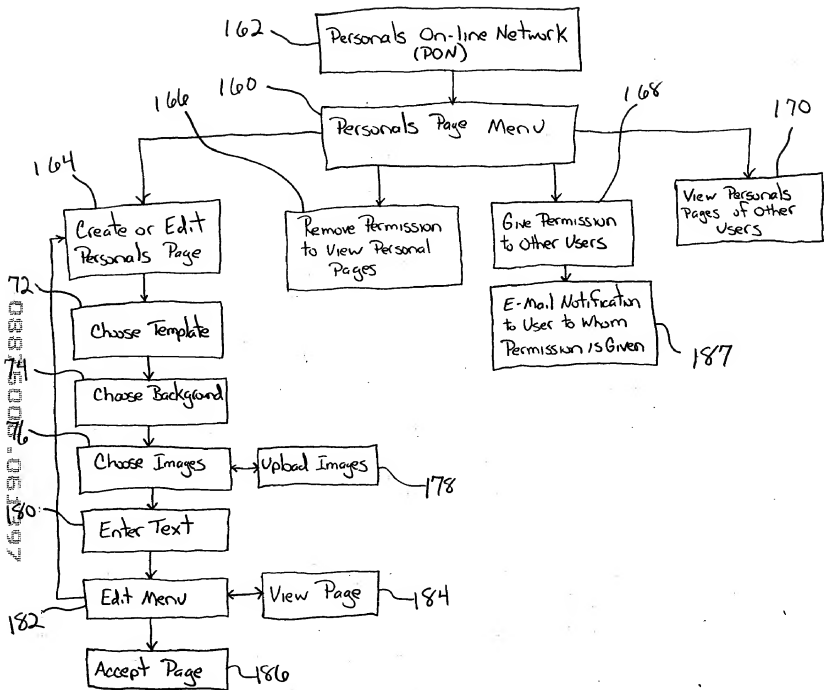 162
Personals On-line Network
(PON)
166
160
168
Personals Page Menu
170
164
Create or Edit
Personals Page
Remove Permission
to View Personal
Pages
Give Permission
to Other Users
View Personals
Pages of Other
Users
72
Choose Template
E-Mail Notification
to User to Whom
Permission is Given
187
74
Choose Background
76
Choose Images
Upload Images
178
180
Enter Text
182
Edit Menu
View Page
184
Accept Page
186